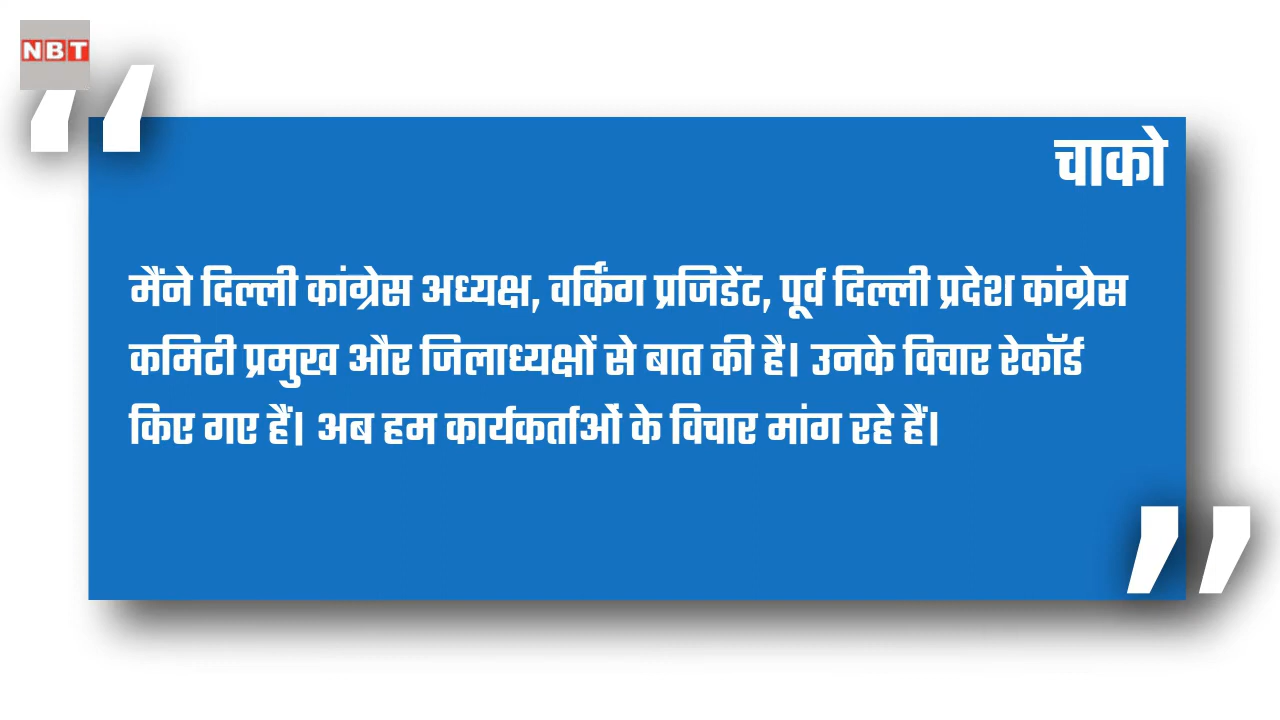 NBT
चाको
मैंने दिल्ली कांग्रेस अध्यक्ष, वर्किंग प्रजिडेंट, पूर्व दिल्ली प्रदेश कांग्रेस
कमिटी प्रमुख और जिलाध्यक्षों से बात की है। उनके विचार रेकॉर्ड
किए गए हैं। अब हम कार्यकर्ताओं के विचार मांग रहे हैं।